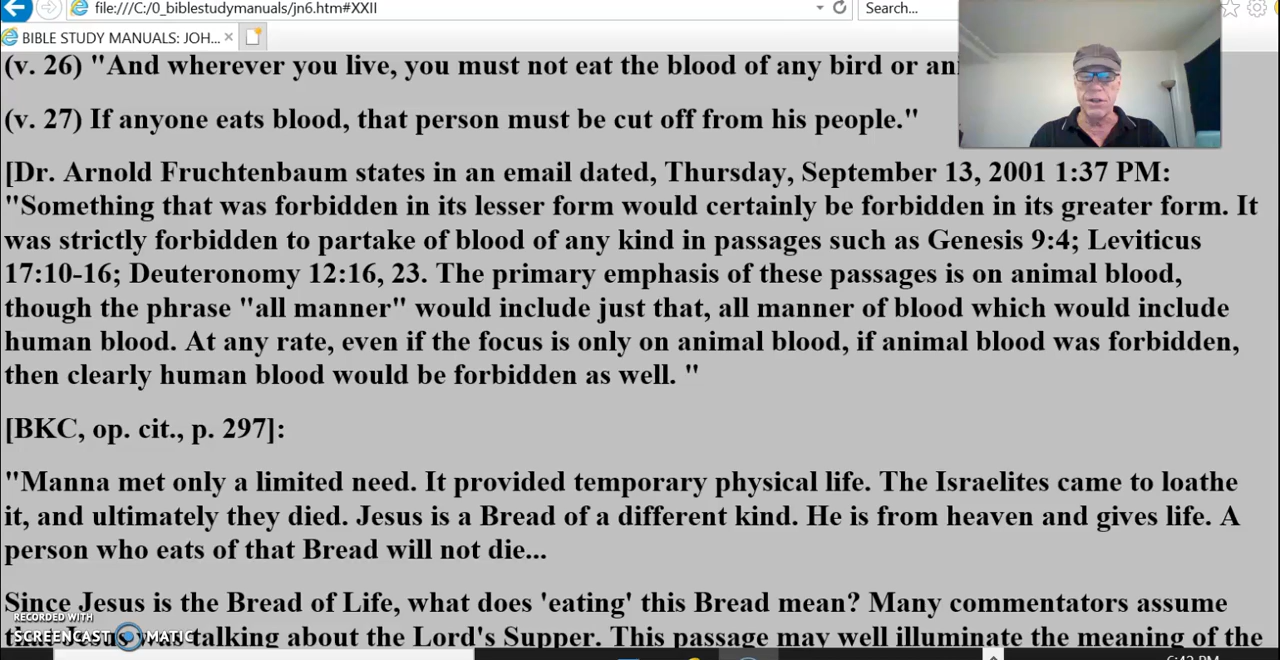 file:///C:/0_biblestudymanuals/jn6.htm#XXII
Search...
BIBLE STUDY MANUALS: JOH...
(v. 26) "And wherever you live, you must not eat the blood of any bird or
(v. 27) If anyone eats blood, that person must be cut off from his people."
[Dr. Arnold Fruchtenbaum states in an email dated, Thursday, September 13, 2001 1:37 PM:
"Something that was forbidden in its lesser form would certainly be forbidden in its greater form. It
was strictly forbidden to partake of blood of any kind in passages such as Genesis 9:4; Leviticus
17:10-16; Deuteronomy 12:16, 23. The primary emphasis of these passages is on animal blood,
though the phrase "all manner" would include just that, all manner of blood which would include
human blood. At any rate, even if the focus is only on animal blood, if animal blood was forbidden,
then clearly human blood would be forbidden as well. "
[BKC, op. cit., p. 297]:
"Manna met only a limited need. It provided temporary physical life. The Israelites came to loathe
it, and ultimately they died. Jesus is a Bread of a different kind. He is from heaven and gives life. A
person who eats of that Bread will not die...
Since Jesus is the Bread of Life, what does 'eating' this Bread mean? Many commentators assume
RECORDED WITH
that Jesus was talking about the Lord's Supper. This passage may well illuminate the meaning of the
SCREENCAST MATIC